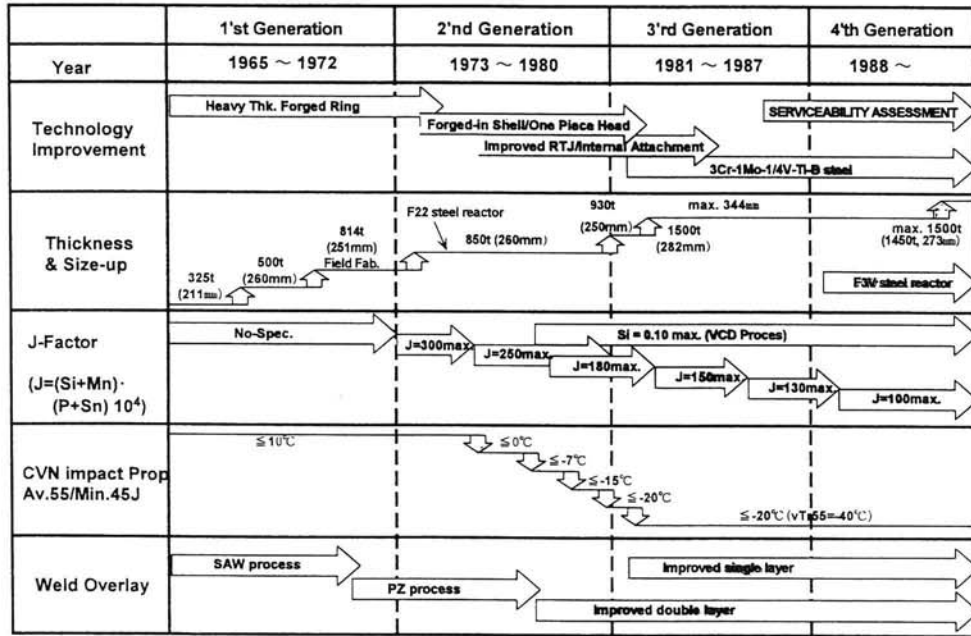 1'st Generation
2'nd Generation
3'rd Generation
4'th Generation
Year
1965 ～ 1972
1973 ～ 1980
1981 ～ 1987
1988 ～
Technology
Improvement
Heavy Thk. Forged Ring
Forged-in Shell/One Piece Head
Improved RTJ/Internal Attachment
SERVICEABILITY ASSESSMENT
3Cr-1Mo-1/4V-Ti-B steel
Thickness
& Size-up
325t
(211mm)
500t
(260mm)
814t
(251mm)
Field Fab.
F22 steel reactor
850t (260mm)
930t
(250mm)
max. 344mm
1500t
(282mm)
max. 1500t
(1450t, 273mm)
F3V steel reactor
J-Factor
(J=(Si+Mn)·
(P+Sn) 10⁴)
No-Spec.
J=300max.
J=250max.
J=180max.
J=150max
J=130max.
J=100max.
Si = 0.10 max. (VCD Proces)
CVN impact Prop
Av.55/Min.45J
≦10℃
≦0℃
≦-7℃
≦-15℃
≦-20℃
≦-20℃ (vTr55=-40℃)
Weld Overlay
SAW process
PZ process
Improved single layer
Improved double layer